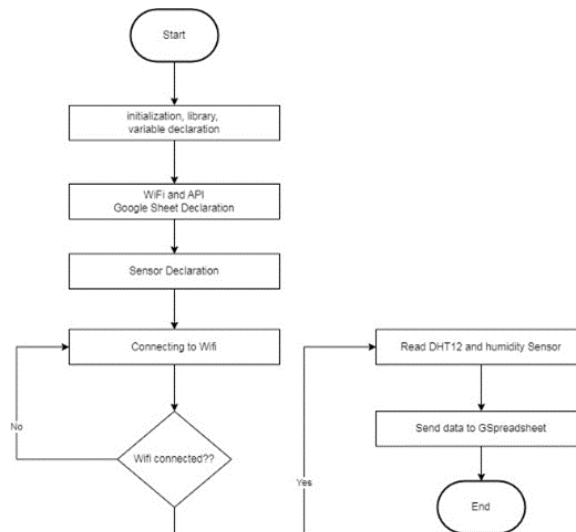 Start
initialization, library,
variable declaration
WiFi and API
Google Sheet Declaration
Sensor Declaration
Connecting to Wifi
No
Wifi connected??
Yes
Read DHT12 and humidity Sensor
Send data to GSpreadsheet
End